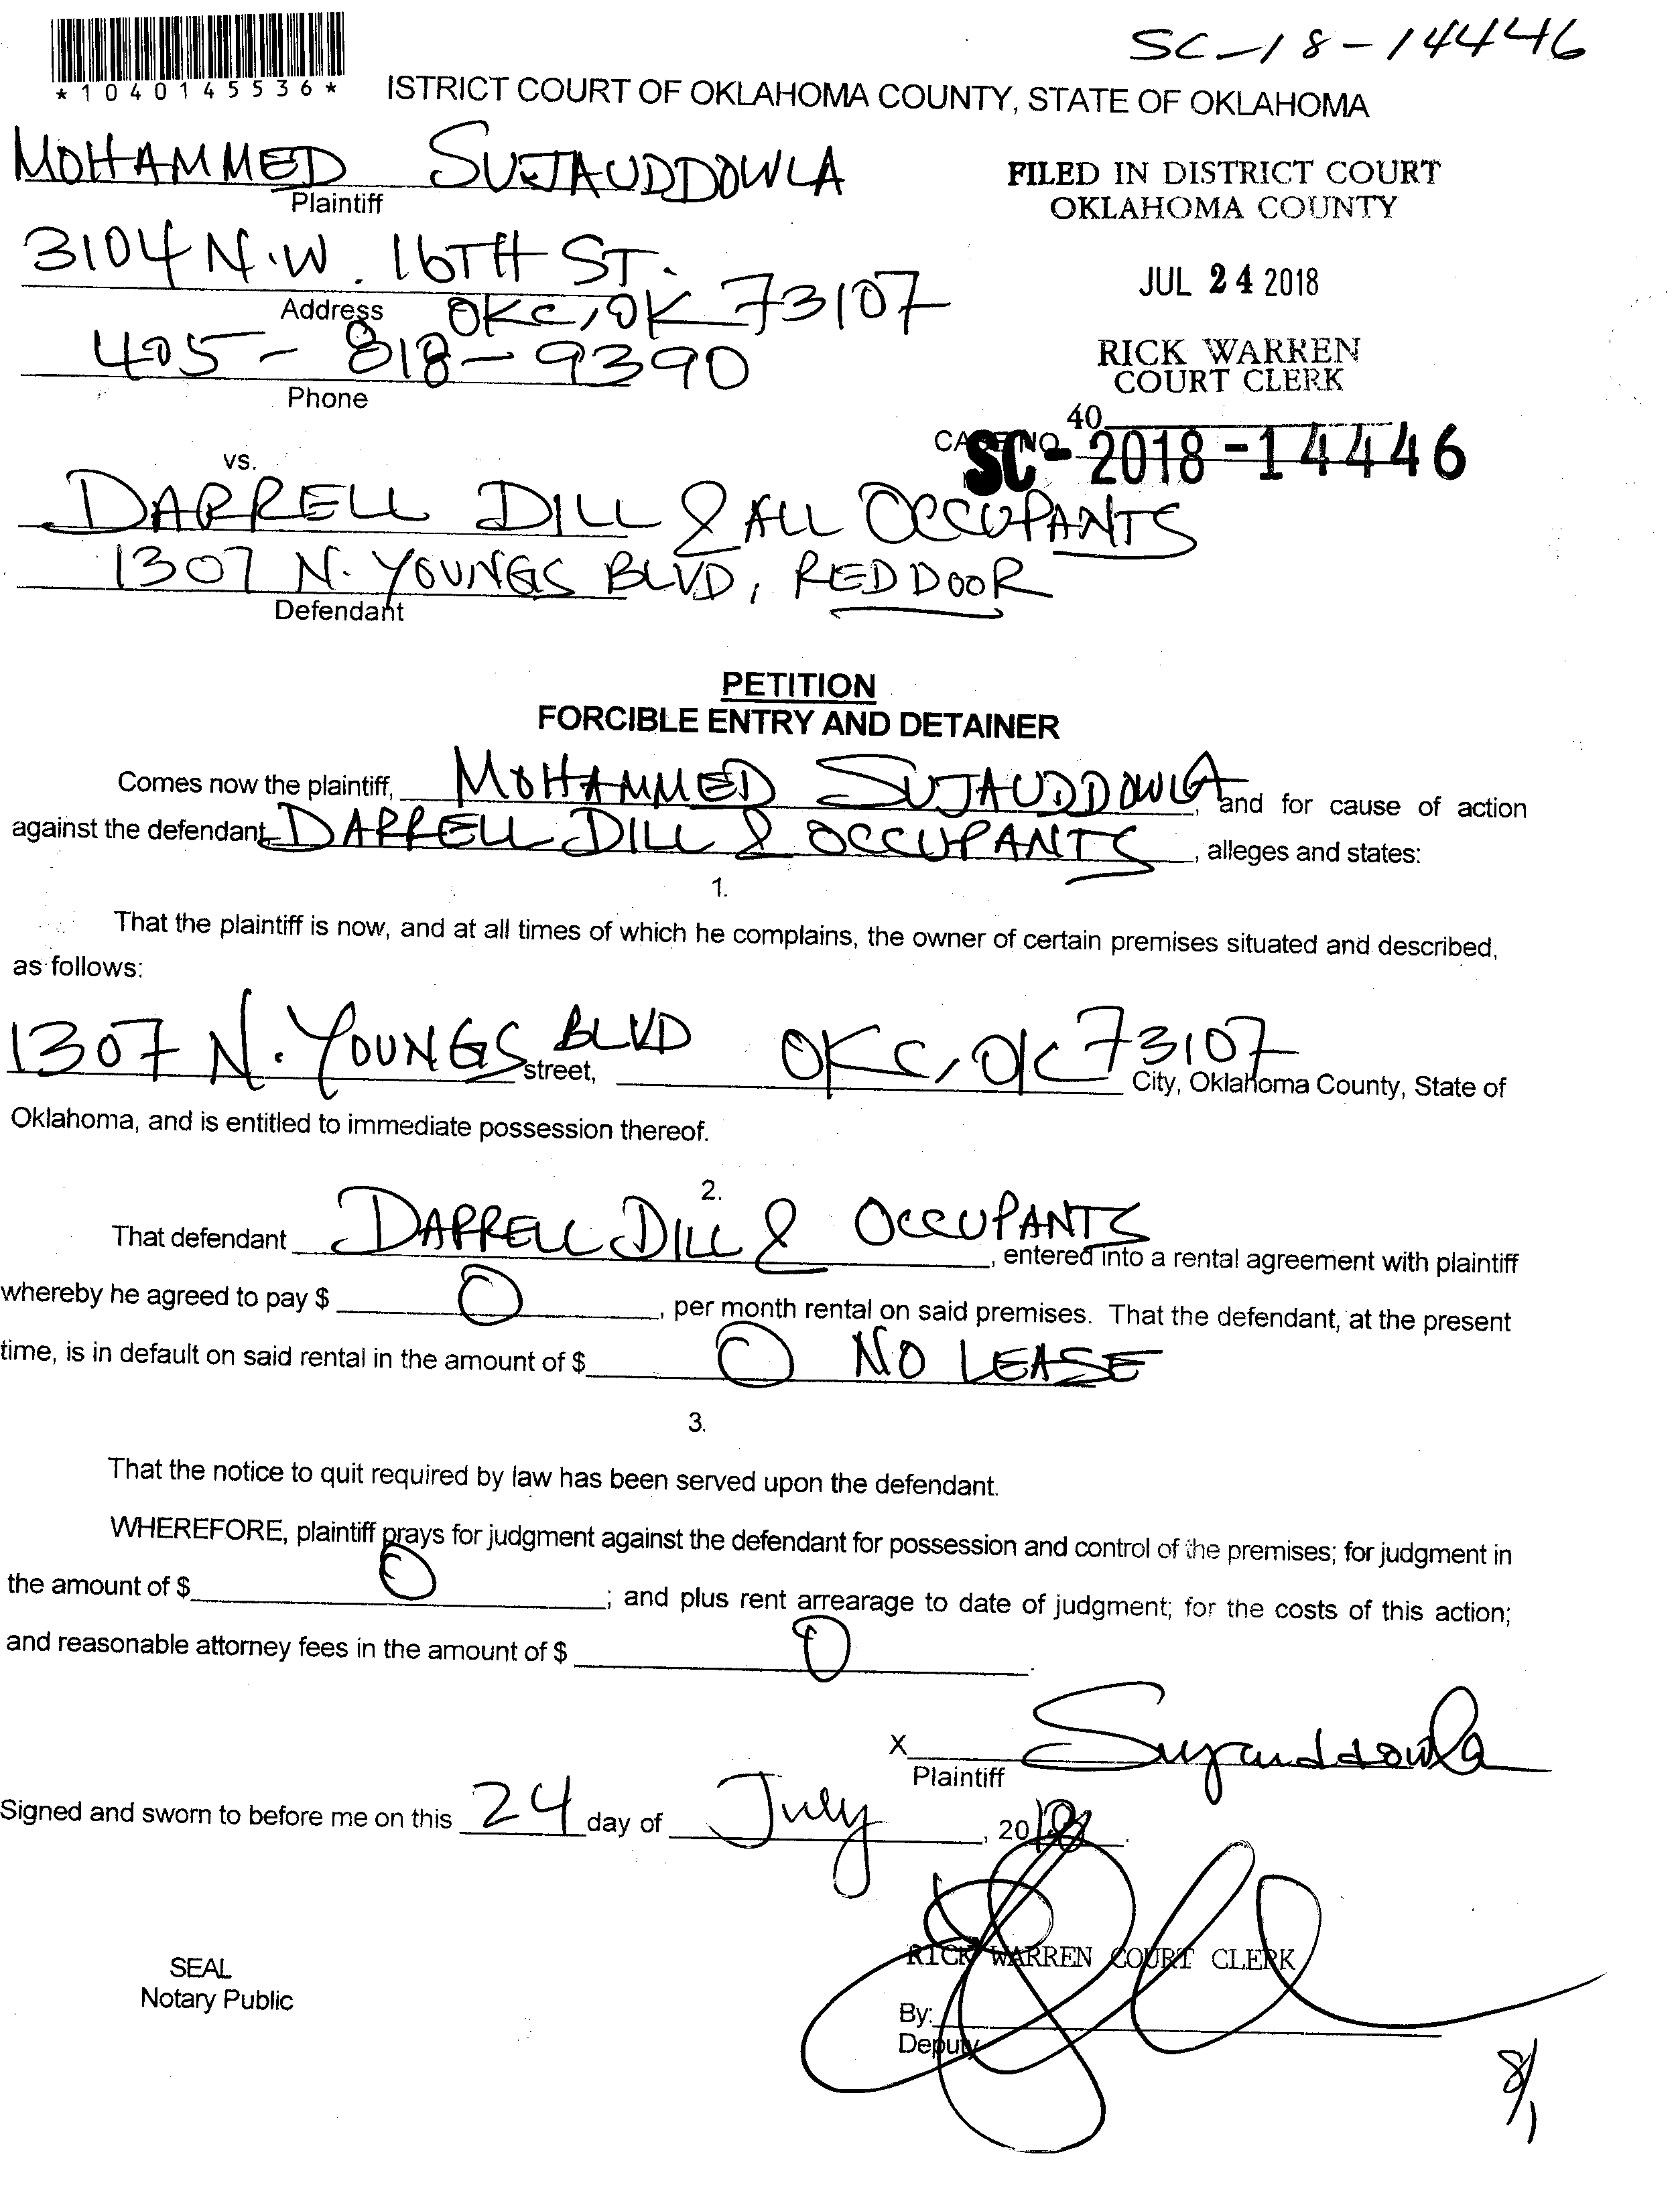 SC-18-14446
*1040145536*
ISTRICT COURT OF OKLAHOMA COUNTY, STATE OF OKLAHOMA
MOHAMMED SUJAUDDOWLA
Plaintiff
FILED IN DISTRICT COURT
OKLAHOMA COUNTY
3104 N.W. 16TH ST.
Address
OKC, OK 73107
JUL 24 2018
405-818-9390
Phone
RICK WARREN
COURT CLERK
40
CASE NO.
SC-2018-14446
vs.
DARRELL DILL & ALL OCCUPANTS
1307 N. YOUNGS BLVD, RED DOOR
Defendant
PETITION
FORCIBLE ENTRY AND DETAINER
Comes now the plaintiff, MOHAMMED SUJAUDDOWLA, and for cause of action
against the defendant DARRELL DILL & OCCUPANTS, alleges and states:
1.
That the plaintiff is now, and at all times of which he complains, the owner of certain premises situated and described,
as follows:
1307 N. YOUNGS BLVD street, OKC, OK 73107 City, Oklahoma County, State of
Oklahoma, and is entitled to immediate possession thereof.
2.
That defendant DARRELL DILL & OCCUPANTS, entered into a rental agreement with plaintiff
whereby he agreed to pay $ 0, per month rental on said premises. That the defendant, at the present
time, is in default on said rental in the amount of $ 0 NO LEASE
3.
That the notice to quit required by law has been served upon the defendant.
WHEREFORE, plaintiff prays for judgment against the defendant for possession and control of the premises; for judgment in
the amount of $ 0; and plus rent arrearage to date of judgment; for the costs of this action;
and reasonable attorney fees in the amount of $ 0.
X Sujauddowla
Plaintiff
Signed and sworn to before me on this 24 day of July, 2018.
RICK WARREN COURT CLERK
SEAL
Notary Public
By:
Deputy
8/1